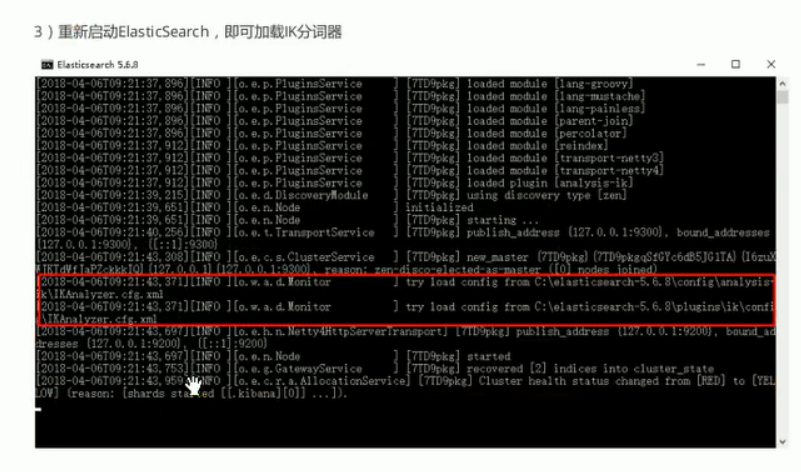 3）重新启动ElasticSearch，即可加载IK分词器
Elasticsearch 5.6.8
[2018-04-06T09:21:37,896][INFO ][o.e.p.PluginsService     ] [7TD9pkg] loaded module [lang-groovy]
[2018-04-06T09:21:37,896][INFO ][o.e.p.PluginsService     ] [7TD9pkg] loaded module [lang-mustache]
[2018-04-06T09:21:37,896][INFO ][o.e.p.PluginsService     ] [7TD9pkg] loaded module [lang-painless]
[2018-04-06T09:21:37,896][INFO ][o.e.p.PluginsService     ] [7TD9pkg] loaded module [parent-join]
[2018-04-06T09:21:37,896][INFO ][o.e.p.PluginsService     ] [7TD9pkg] loaded module [percolator]
[2018-04-06T09:21:37,912][INFO ][o.e.p.PluginsService     ] [7TD9pkg] loaded module [reindex]
[2018-04-06T09:21:37,912][INFO ][o.e.p.PluginsService     ] [7TD9pkg] loaded module [transport-netty3]
[2018-04-06T09:21:37,912][INFO ][o.e.p.PluginsService     ] [7TD9pkg] loaded module [transport-netty4]
[2018-04-06T09:21:37,912][INFO ][o.e.p.PluginsService     ] [7TD9pkg] loaded plugin [analysis-ik]
[2018-04-06T09:21:39,215][INFO ][o.e.d.DiscoveryModule    ] [7TD9pkg] using discovery type [zen]
[2018-04-06T09:21:39,651][INFO ][o.e.n.Node               ] initialized
[2018-04-06T09:21:39,651][INFO ][o.e.n.Node               ] [7TD9pkg] starting ...
[2018-04-06T09:21:40,256][INFO ][o.e.t.TransportService   ] [7TD9pkg] publish_address {127.0.0.1:9300}, bound_addresses
{127.0.0.1:9300}, {[::1]:9300}
[2018-04-06T09:21:43,308][INFO ][o.e.c.s.ClusterService   ] [7TD9pkg] new_master {7TD9pkg}
{127.0.0.1}{127.0.0.1:9300}, reason: zen-disco-elected-as-master ([0] nodes joined)
[2018-04-06T09:21:43,371][INFO ][o.w.a.d.Monitor          ] try load config from C:\elasticsearch-5.6.8\config\analysis-
ik\IKAnalyzer.cfg.xml
[2018-04-06T09:21:43,371][INFO ][o.w.a.d.Monitor          ] try load config from C:\elasticsearch-5.6.8\plugins\ik\confi
\IKAnalyzer.cfg.xml
[2018-04-06T09:21:43,697][INFO ][o.e.h.n.Netty4HttpServerTransport] [7TD9pkg] publish_address {127.0.0.1:9200}, bound_ad
dresses {127.0.0.1:9200}, {[::1]:9200}
[2018-04-06T09:21:43,697][INFO ][o.e.n.Node               ] [7TD9pkg] started
[2018-04-06T09:21:43,753][INFO ][o.e.g.GatewayService     ] [7TD9pkg] recovered [2] indices into cluster_state
[2018-04-06T09:21:43,959][INFO ][o.e.c.r.a.AllocationService] [7TD9pkg] Cluster health status changed from [RED] to [YEL
LOW] (reason: [shards started [[.kibana][0]] ...]).